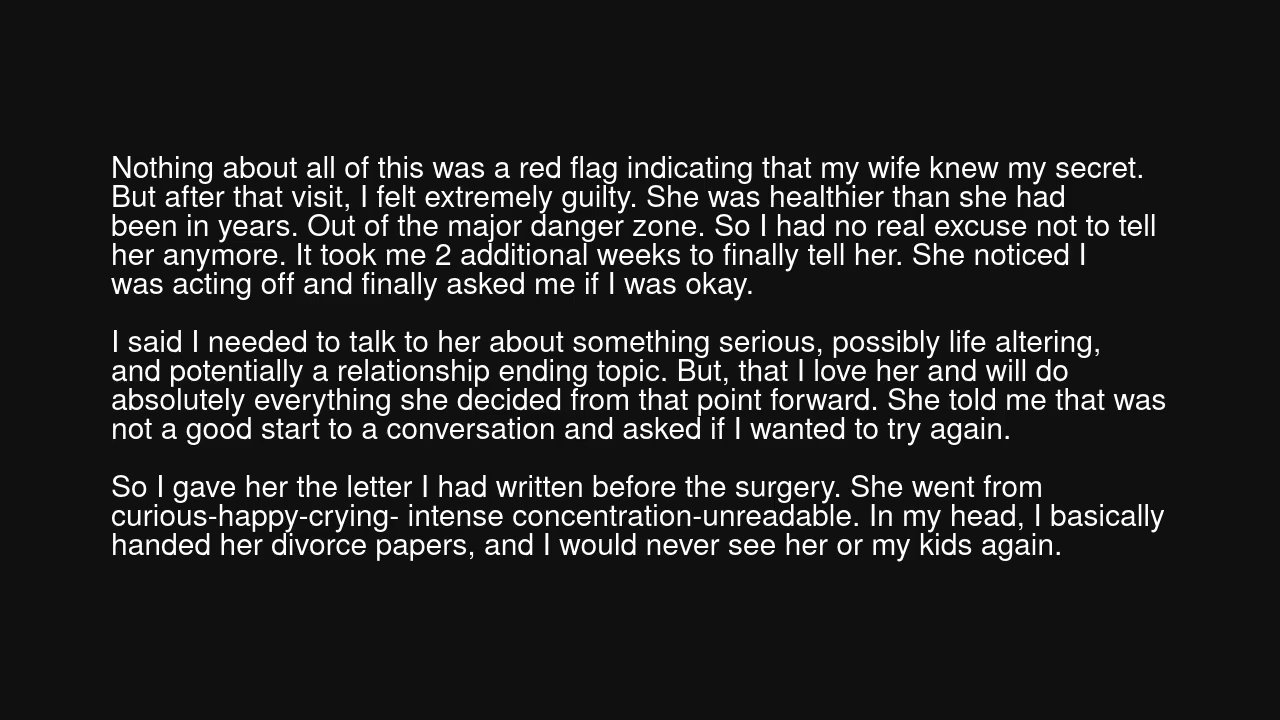 Nothing about all of this was a red flag indicating that my wife knew my secret.
But after that visit, I felt extremely guilty. She was healthier than she had
been in years. Out of the major danger zone. So I had no real excuse not to tell
her anymore. It took me 2 additional weeks to finally tell her. She noticed I
was acting off and finally asked me if I was okay.
I said I needed to talk to her about something serious, possibly life altering,
and potentially a relationship ending topic. But, that I love her and will do
absolutely everything she decided from that point forward. She told me that was
not a good start to a conversation and asked if I wanted to try again.
So I gave her the letter I had written before the surgery. She went from
curious-happy-crying- intense concentration-unreadable. In my head, I basically
handed her divorce papers, and I would never see her or my kids again.